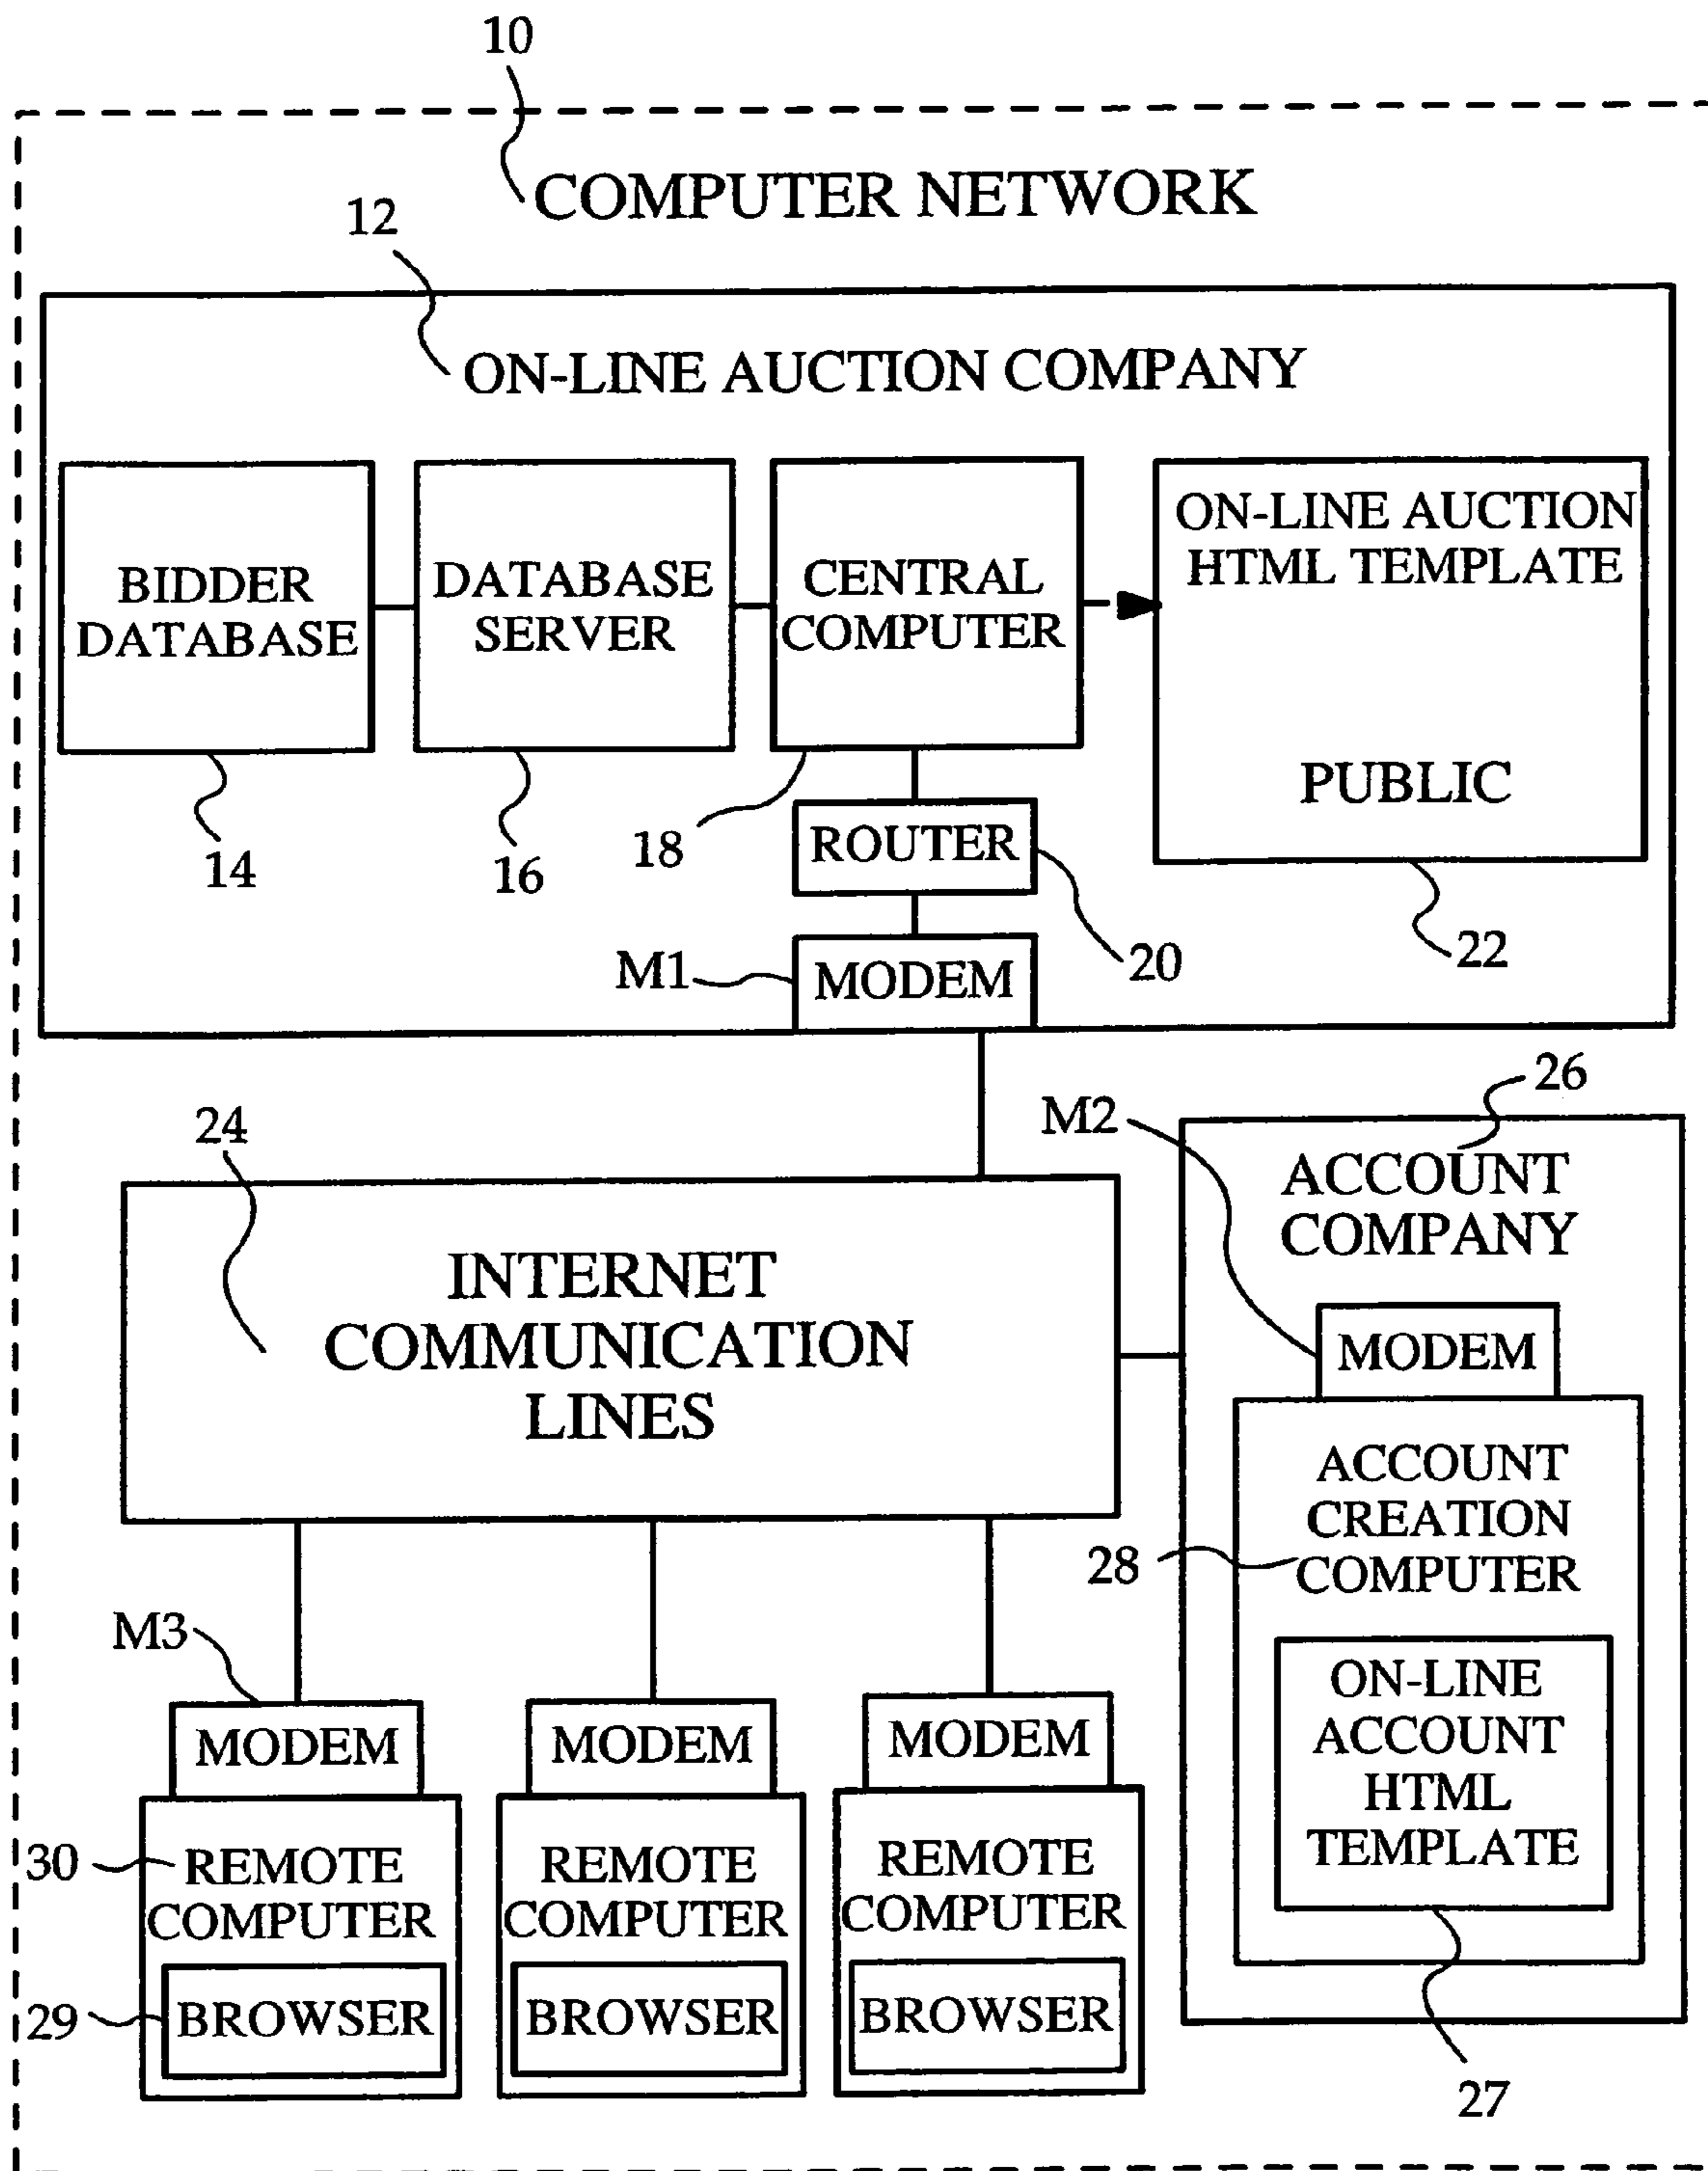 10
COMPUTER NETWORK
12
ON-LINE AUCTION COMPANY
BIDDER
DATABASE
DATABASE
SERVER
CENTRAL
COMPUTER
ON-LINE AUCTION
HTML TEMPLATE
PUBLIC
14
16
18
ROUTER
20
22
M1
MODEM
24
INTERNET
COMMUNICATION
LINES
M2
26
ACCOUNT
COMPANY
MODEM
28
ACCOUNT
CREATION
COMPUTER
ON-LINE
ACCOUNT
HTML
TEMPLATE
27
M3
MODEM
30
REMOTE
COMPUTER
29
BROWSER
MODEM
REMOTE
COMPUTER
BROWSER
MODEM
REMOTE
COMPUTER
BROWSER